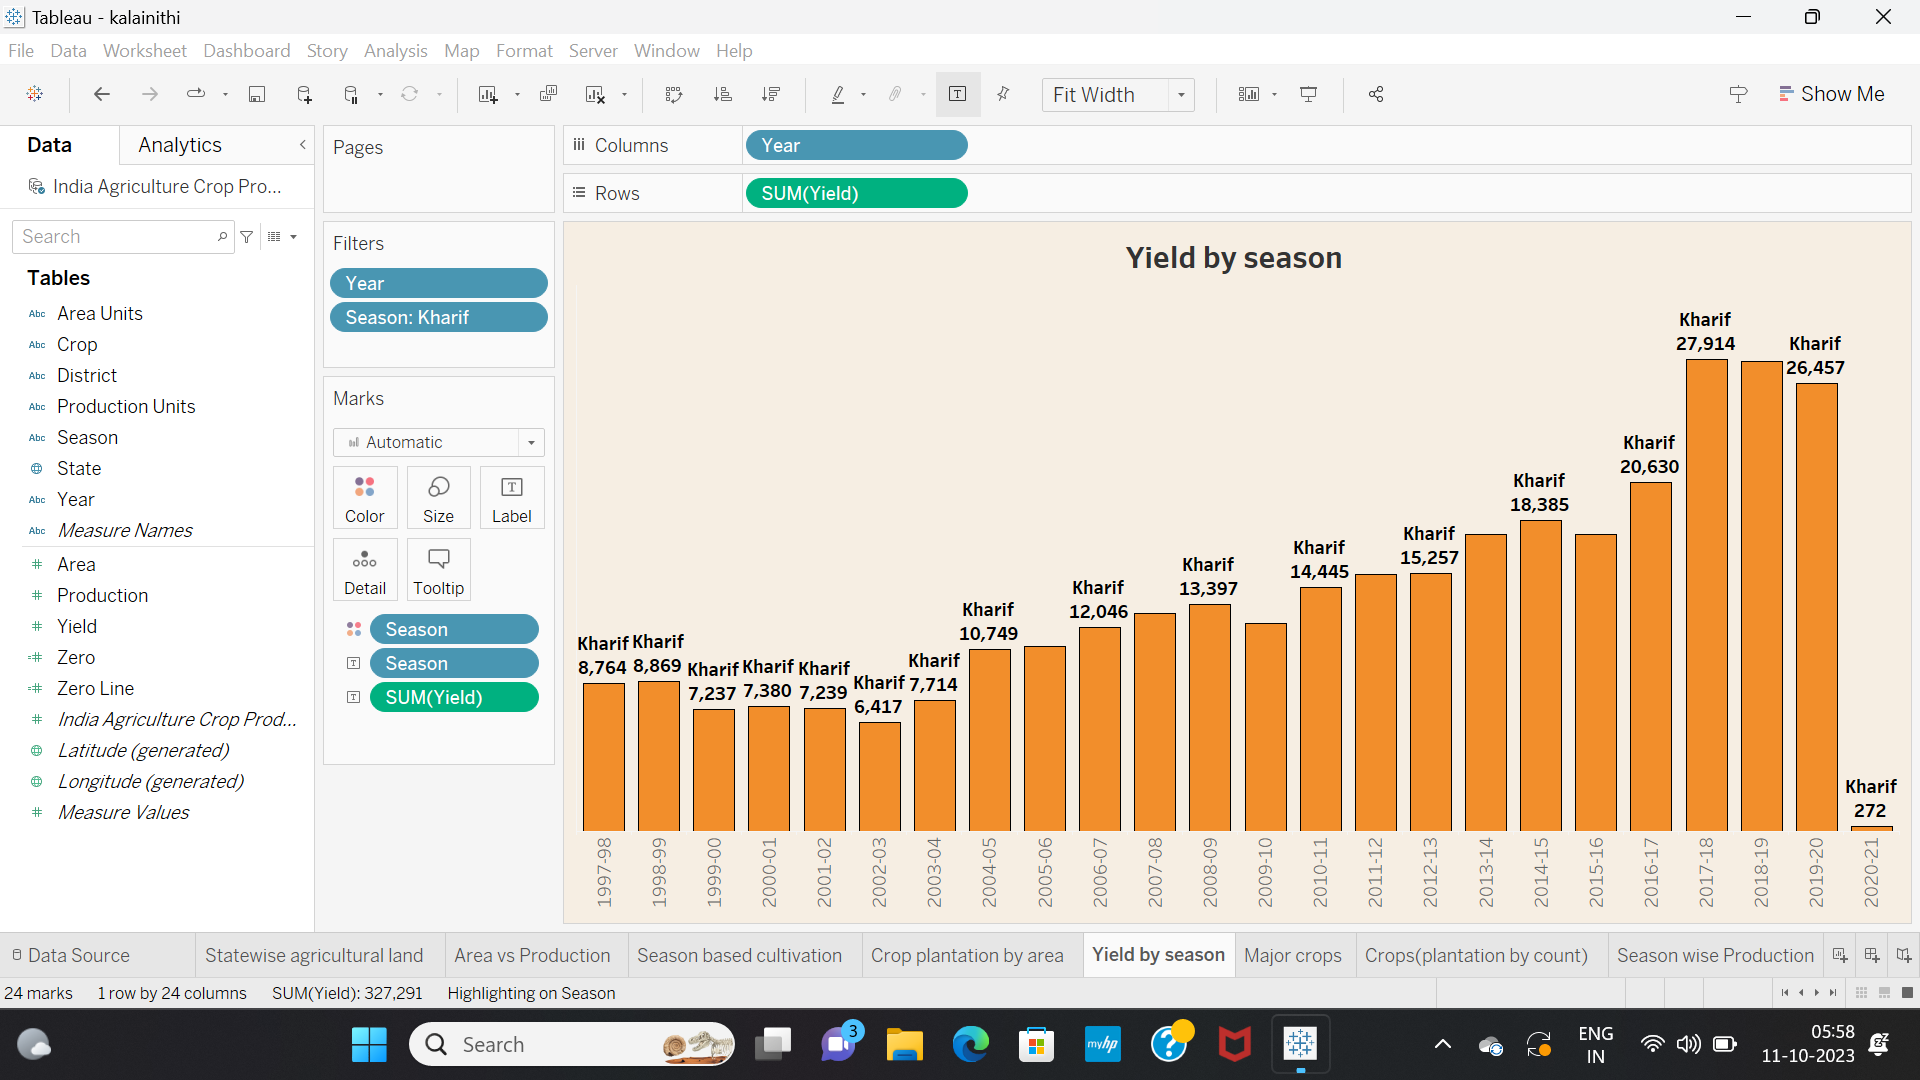 Tableau - kalainithi
File Data Worksheet Dashboard Story Analysis Map Format Server Window Help
Fit Width
Show Me
Data Analytics
India Agriculture Crop Pro...
Search
Tables
Abc Area Units
Abc Crop
Abc District
Abc Production Units
Abc Season
State
Abc Year
Abc Measure Names
# Area
# Production
# Yield
=# Zero
=# Zero Line
# India Agriculture Crop Prod...
Latitude (generated)
Longitude (generated)
# Measure Values
Pages
Filters
Year
Season: Kharif
Marks
Automatic
Color Size Label
Detail Tooltip
Season
Season
SUM(Yield)
Columns Year
Rows SUM(Yield)
Yield by season
Kharif
8,764
Kharif
8,869
Kharif
7,237
Kharif
7,380
Kharif
7,239
Kharif
6,417
Kharif
7,714
Kharif
10,749
Kharif
12,046
Kharif
13,397
Kharif
14,445
Kharif
15,257
Kharif
18,385
Kharif
20,630
Kharif
27,914
Kharif
26,457
Kharif
272
1997-98
1998-99
1999-00
2000-01
2001-02
2002-03
2003-04
2004-05
2005-06
2006-07
2007-08
2008-09
2009-10
2010-11
2011-12
2012-13
2013-14
2014-15
2015-16
2016-17
2017-18
2018-19
2019-20
2020-21
Data Source Statewise agricultural land Area vs Production Season based cultivation Crop plantation by area Yield by season Major crops Crops(plantation by count) Season wise Production
24 marks 1 row by 24 columns SUM(Yield): 327,291 Highlighting on Season
Search
3
myhp
ENG
IN
05:58
11-10-2023